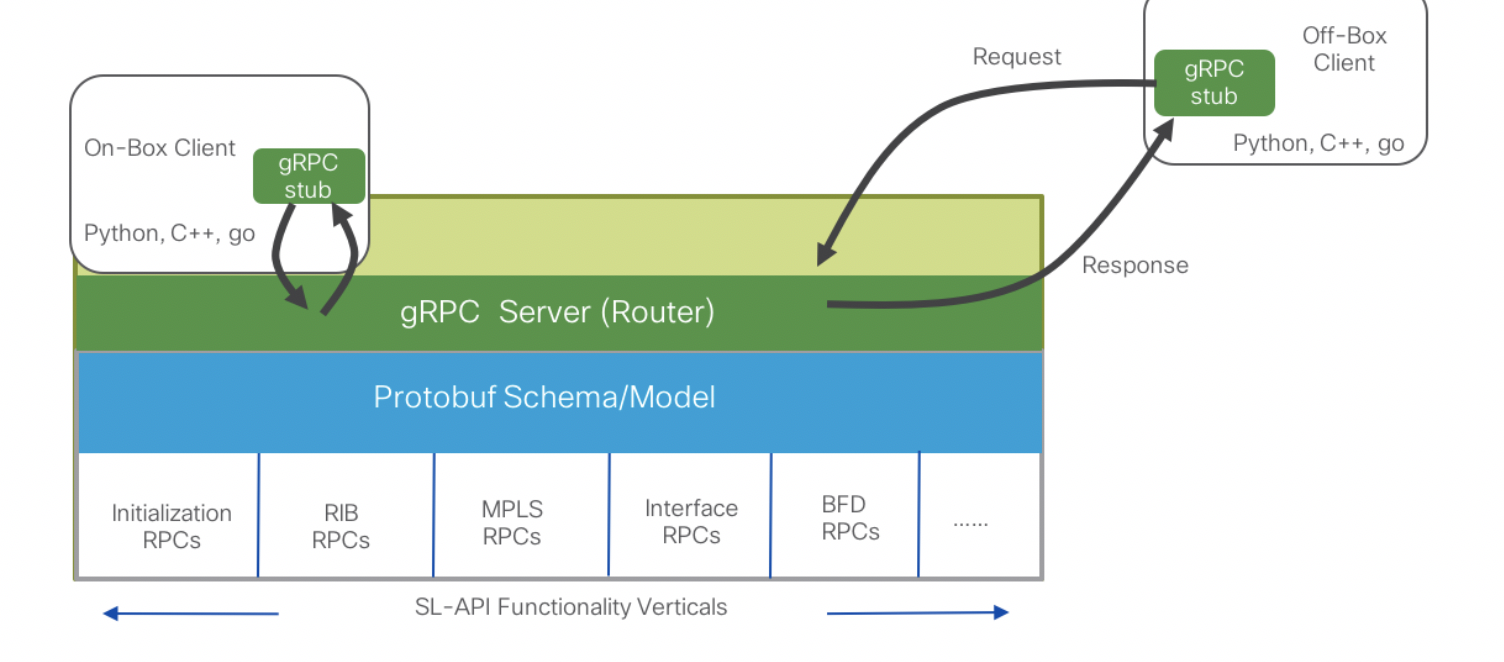 Request
Off-Box
Client
gRPC
stub
Python, C++, go
On-Box Client
gRPC
stub
Python, C++, go
Response
gRPC Server (Router)
Protobuf Schema/Model
Initialization
RPCs
RIB
RPCs
MPLS
RPCs
Interface
RPCs
BFD
RPCs
......
SL-API Functionality Verticals